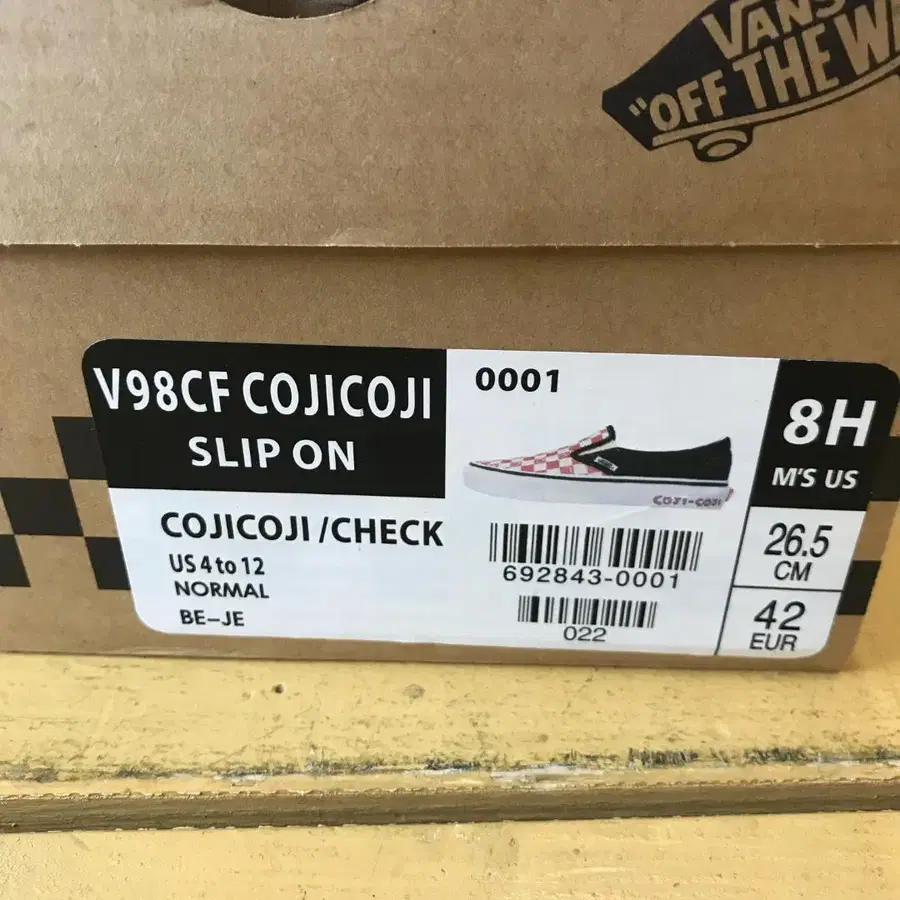 VANS
"OFF THE W
V98CF COJICOJI
SLIP ON
COJICOJI /CHECK
US 4 to 12
NORMAL
BE-JE
0001
COJI-COJI
692843-0001
022
8H
M'S US
26.5
CM
42
EUR